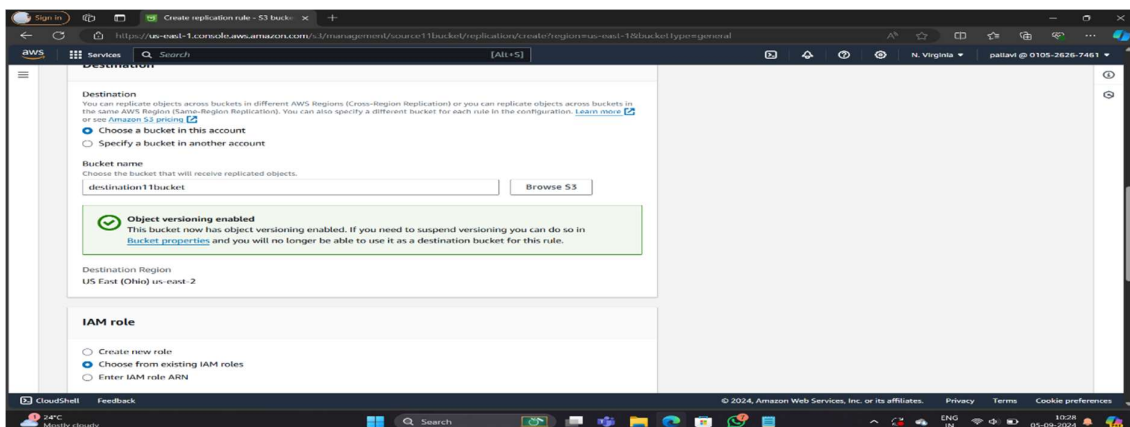 Sign in
Create replication rule - S3 buck
https://us-east-1.console.aws.amazon.com/s3/management/source11bucket/replication/create?region=us-east-1&bucketType=general
aws
Services
Search
[Alt+S]
N. Virginia
pallavi @ 0105-2626-7461
Destination
Destination
You can replicate objects across buckets in different AWS Regions (Cross-Region Replication) or you can replicate objects across buckets in
the same AWS Region (Same-Region Replication). You can also specify a different bucket for each rule in the configuration. Learn more
or see Amazon S3 pricing
Choose a bucket in this account
Specify a bucket in another account
Bucket name
Choose the bucket that will receive replicated objects.
destination11bucket
Browse S3
Object versioning enabled
This bucket now has object versioning enabled. If you need to suspend versioning you can do so in
Bucket properties and you will no longer be able to use it as a destination bucket for this rule.
Destination Region
US East (Ohio) us-east-2
IAM role
Create new role
Choose from existing IAM roles
Enter IAM role ARN
CloudShell
Feedback
© 2024, Amazon Web Services, Inc. or its affiliates.
Privacy
Terms
Cookie preferences
24°C
Mostly cloudy
Search
ENG
IN
10:28
05-09-2024